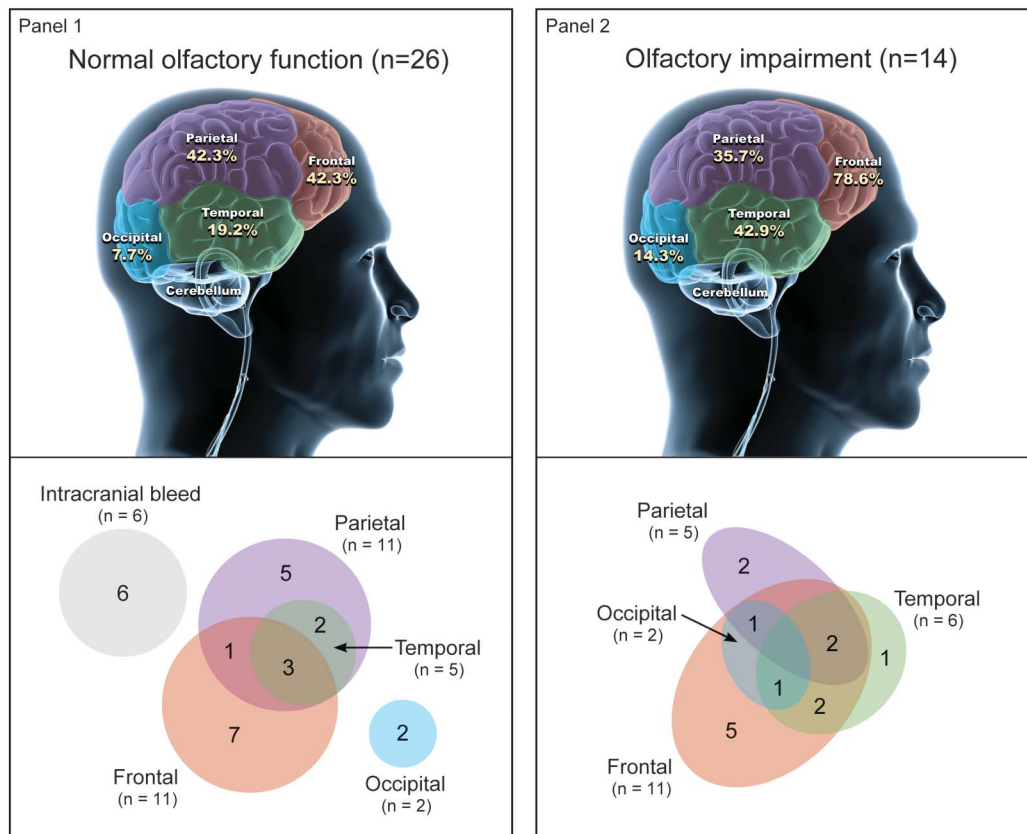 Panel 1
Normal olfactory function (n=26)
Parietal
42.3%
Frontal
42.3%
Temporal
19.2%
Occipital
7.7%
Cerebellum
Intracranial bleed
(n = 6)
6
Parietal
(n = 11)
5
2
1
3
Temporal
(n = 5)
7
2
Frontal
(n = 11)
Occipital
(n = 2)
Panel 2
Olfactory impairment (n=14)
Parietal
35.7%
Frontal
78.6%
Temporal
42.9%
Occipital
14.3%
Cerebellum
Parietal
(n = 5)
2
Occipital
(n = 2)
1
2
Temporal
(n = 6)
1
1
2
5
Frontal
(n = 11)